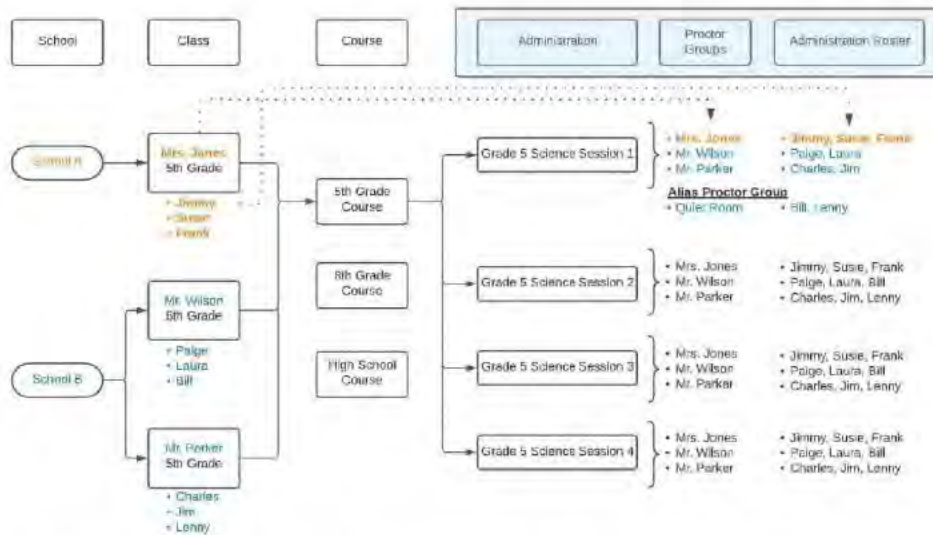 School
Class
Course
Administration
Proctor
Groups
Administration Roster
School A
Mrs. Jones
5th Grade
• Jimmy
• Susan
• Frank
School B
Mr. Wilson
5th Grade
• Paige
• Laura
• Bill
Mr. Parker
5th Grade
• Charles
• Jim
• Lenny
5th Grade
Course
8th Grade
Course
High School
Course
Grade 5 Science Session 1
• Mrs. Jones
• Mr. Wilson
• Mr. Parker
Alias Proctor Group
• Quiet Room
• Jimmy, Susie, Frank
• Paige, Laura
• Charles, Jim
• Bill, Lenny
Grade 5 Science Session 2
• Mrs. Jones
• Mr. Wilson
• Mr. Parker
• Jimmy, Susie, Frank
• Paige, Laura, Bill
• Charles, Jim, Lenny
Grade 5 Science Session 3
• Mrs. Jones
• Mr. Wilson
• Mr. Parker
• Jimmy, Susie, Frank
• Paige, Laura, Bill
• Charles, Jim, Lenny
Grade 5 Science Session 4
• Mrs. Jones
• Mr. Wilson
• Mr. Parker
• Jimmy, Susie, Frank
• Paige, Laura, Bill
• Charles, Jim, Lenny